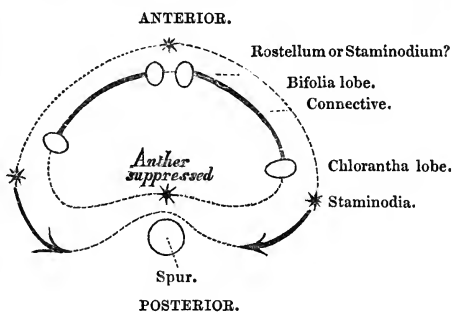 ANTERIOR.
Rostellum or Staminodium?
Bifolia lobe.
Connective.
Anther
suppressed
Chlorantha lobe.
Staminodia.
Spur.
POSTERIOR.